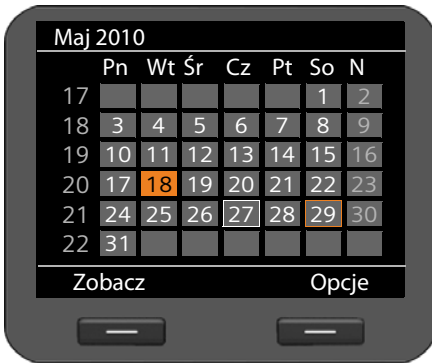 Maj 2010
Pn Wt Śr Cz Pt So N
17 1 2
18 3 4 5 6 7 8 9
19 10 11 12 13 14 15 16
20 17 18 19 20 21 22 23
21 24 25 26 27 28 29 30
22 31
Zobacz Opcje